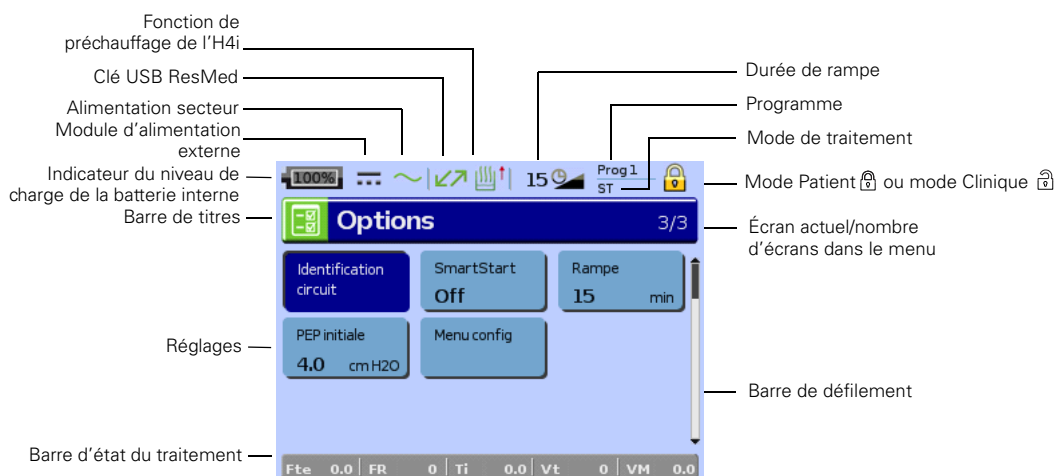 Fonction de
préchauffage de l'H4i
Clé USB ResMed
Alimentation secteur
Module d'alimentation
externe
Indicateur du niveau de
charge de la batterie interne
Barre de titres
Réglages
Barre d'état du traitement
100%
15
Prog1
ST
Options
3/3
Identification
circuit
SmartStart
Off
Rampe
15 min
PEP initiale
4.0 cm H2O
Menu config
Fte 0.0 FR 0 Ti 0.0 Vt 0 VM 0.0
Durée de rampe
Programme
Mode de traitement
Mode Patient ou mode Clinique
Écran actuel/nombre
d'écrans dans le menu
Barre de défilement